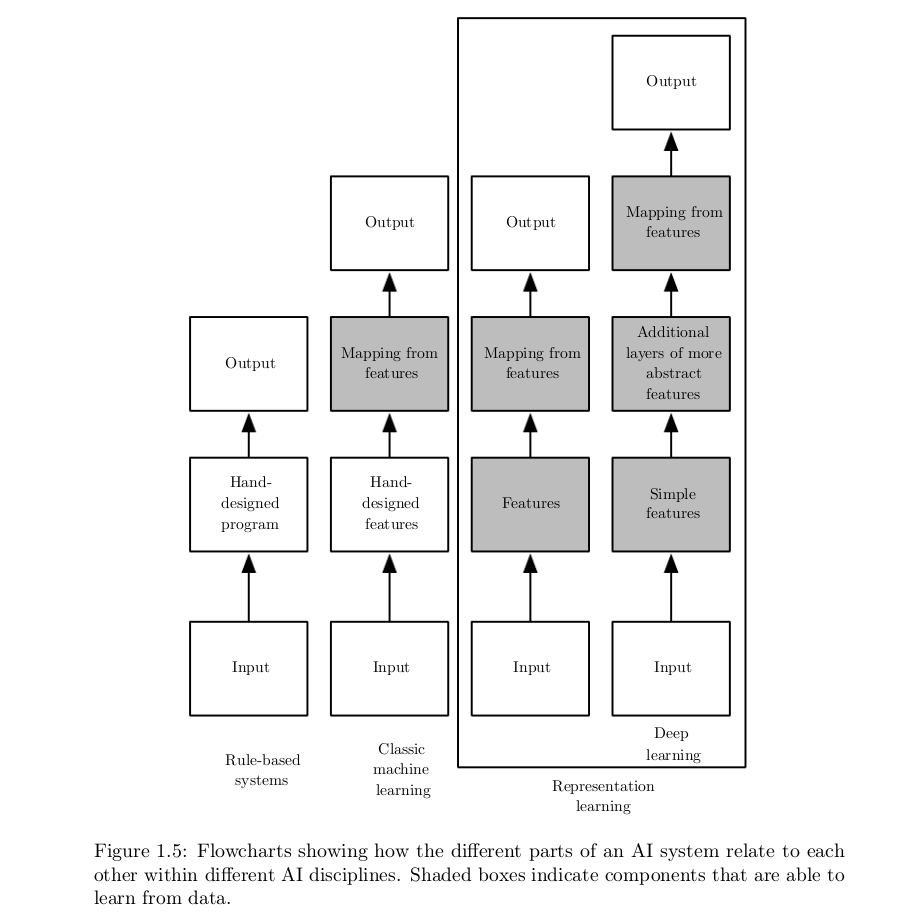 Output
Output
Output
Mapping from
features
Output
Mapping from
features
Mapping from
features
Additional
layers of more
abstract
features
Hand-
designed
program
Hand-
designed
features
Features
Simple
features
Input
Input
Input
Input
Rule-based
systems
Classic
machine
learning
Deep
learning
Representation
learning
Figure 1.5: Flowcharts showing how the different parts of an AI system relate to each
other within different AI disciplines. Shaded boxes indicate components that are able to
learn from data.